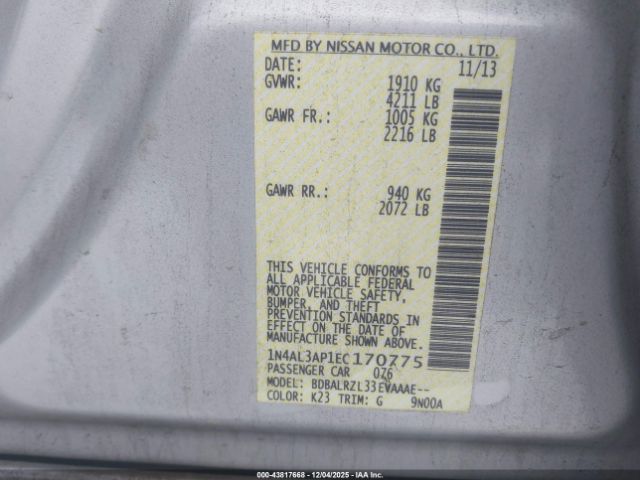 MFD BY NISSAN MOTOR CO., LTD.
DATE: 11/13
GVWR: 1910 KG
4211 LB
GAWR FR.: 1005 KG
2216 LB
GAWR RR.: 940 KG
2072 LB
THIS VEHICLE CONFORMS TO
ALL APPLICABLE FEDERAL
MOTOR VEHICLE SAFETY,
BUMPER, AND THEFT
PREVENTION STANDARDS IN
EFFECT ON THE DATE OF
MANUFACTURE SHOWN ABOVE.
1N4AL3AP1EC170775
PASSENGER CAR 076
MODEL: BDBALRZL33EVAAAE--
COLOR: K23 TRIM: G 9N00A
000-43817668 - 12/04/2025 - IAA Inc.